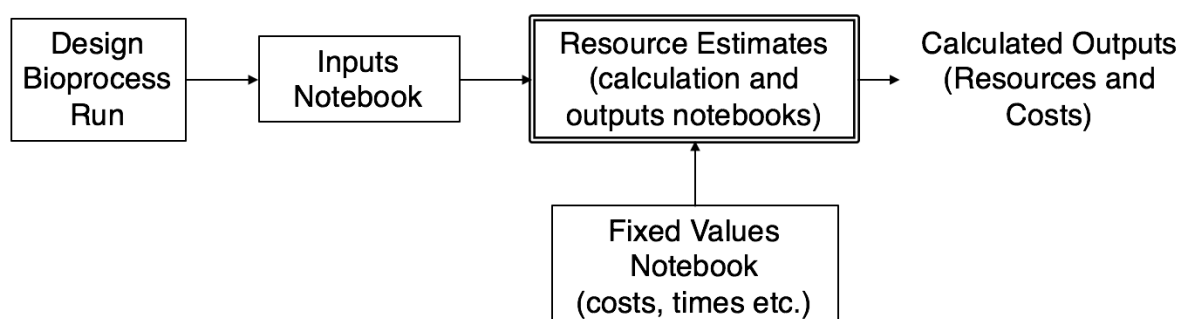 Design
Bioprocess
Run
Inputs
Notebook
Resource Estimates
(calculation and
outputs notebooks)
Calculated Outputs
(Resources and
Costs)
Fixed Values
Notebook
(costs, times etc.)